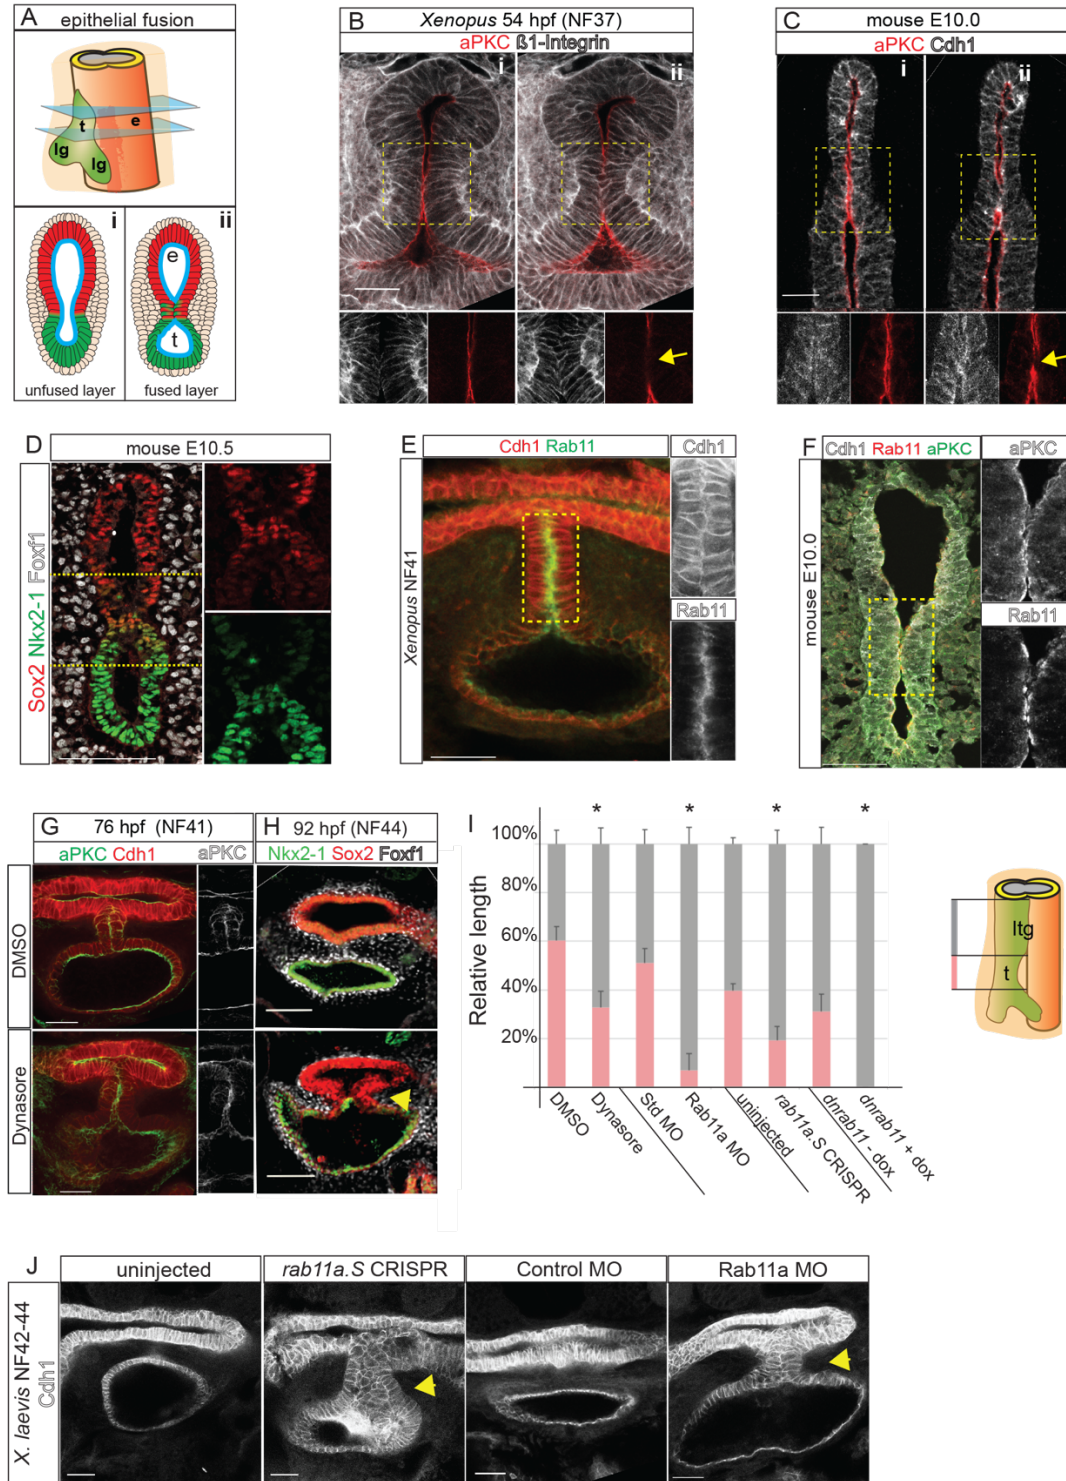 A
epithelial fusion
t
e
lg
lg
i
ii
e
t
unfused layer
fused layer
B
Xenopus 54 hpf (NF37)
aPKC ß1-Integrin
i
ii
C
mouse E10.0
aPKC Cdh1
i
ii
D
mouse E10.5
Sox2 Nkx2-1 Foxf1
E
Xenopus NF41
Cdh1 Rab11
Cdh1
Rab11
F
mouse E10.0
Cdh1 Rab11 aPKC
aPKC
Rab11
G
76 hpf (NF41)
aPKC Cdh1
aPKC
DMSO
Dynasore
H
92 hpf (NF44)
Nkx2-1 Sox2 Foxf1
I
* * * *
100%
80%
60%
40%
20%
Relative length
DMSO
Dynasore
Std MO
Rab11a MO
uninjected
rab11a.S CRISPR
dnrab11 - dox
dnrab11 + dox
ltg
t
J
uninjected
rab11a.S CRISPR
Control MO
Rab11a MO
X. laevis NF42-44
Cdh1